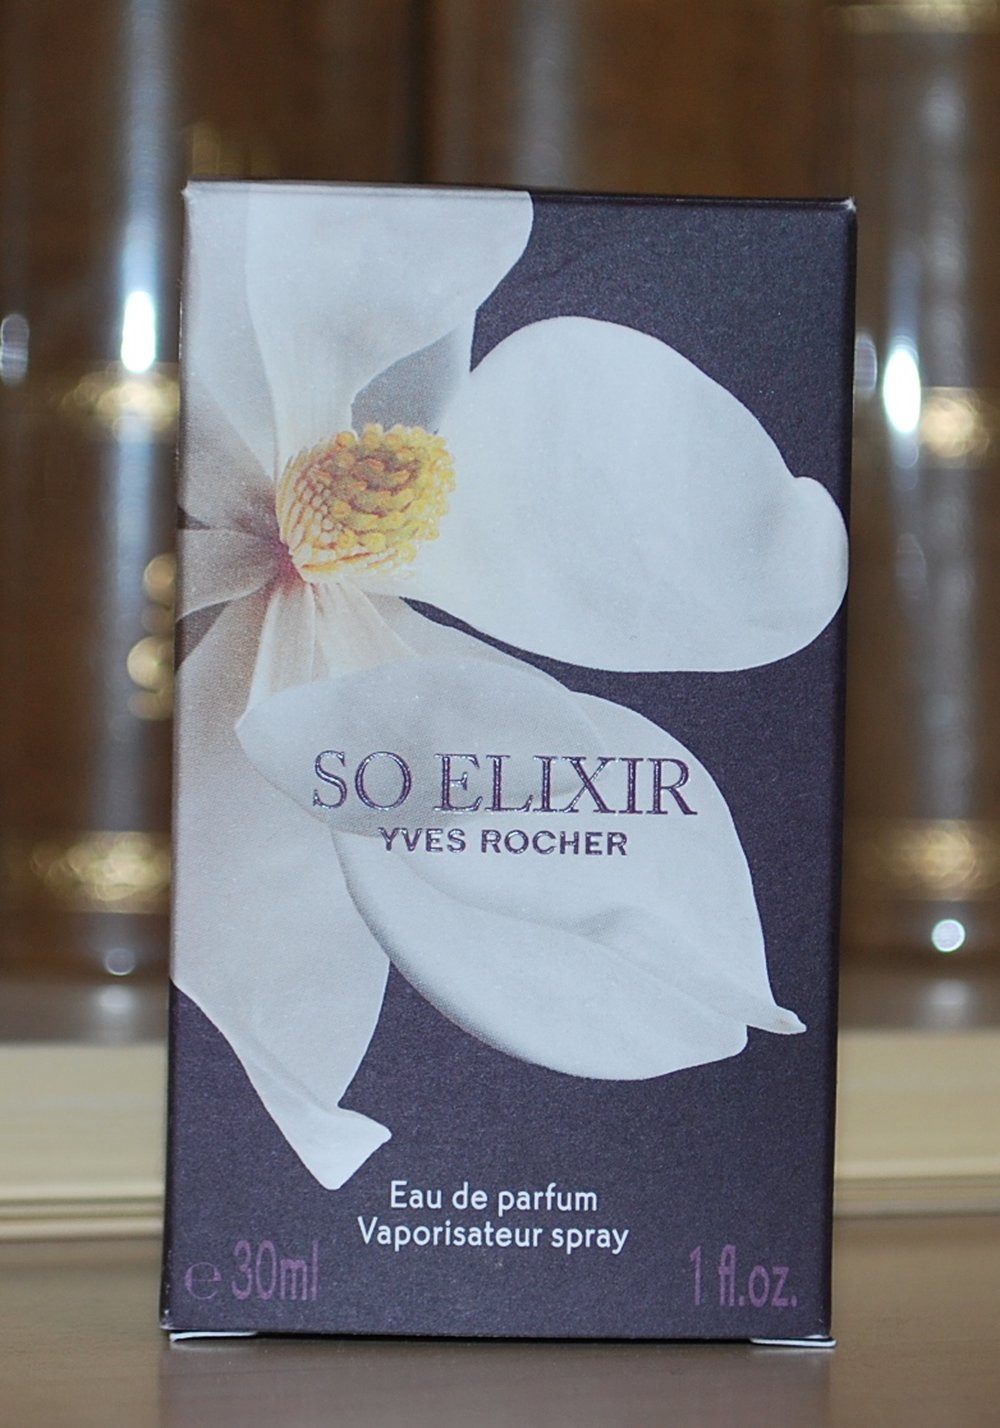 SO ELIXIR
YVES ROCHER
Eau de parfum
Vaporisateur spray
℮ 30ml
1 fl.oz.